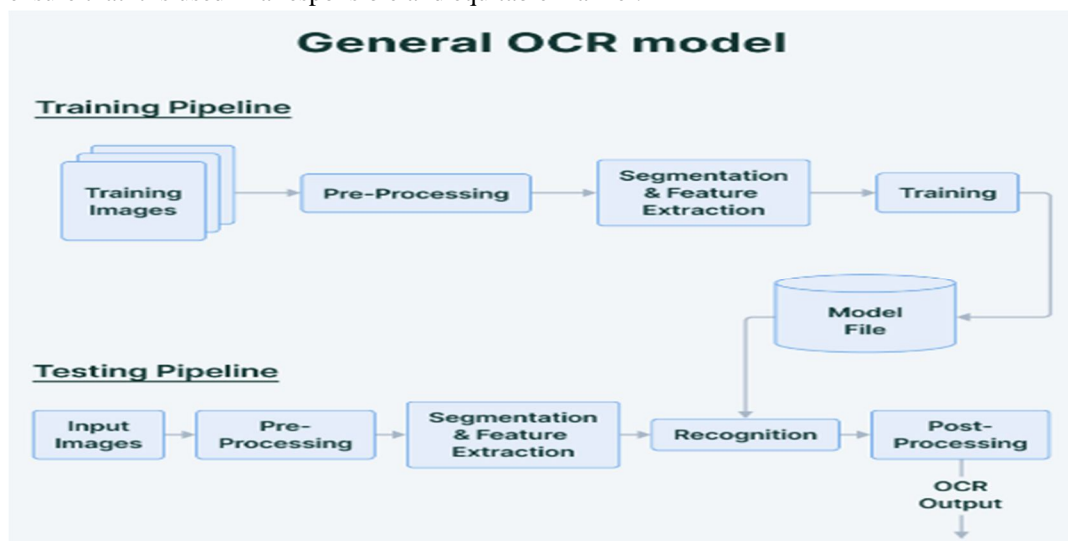 General OCR model
Training Pipeline
Training
Images
Pre-Processing
Segmentation
& Feature
Extraction
Training
Model
File
Testing Pipeline
Input
Images
Pre-
Processing
Segmentation
& Feature
Extraction
Recognition
Post-
Processing
OCR
Output